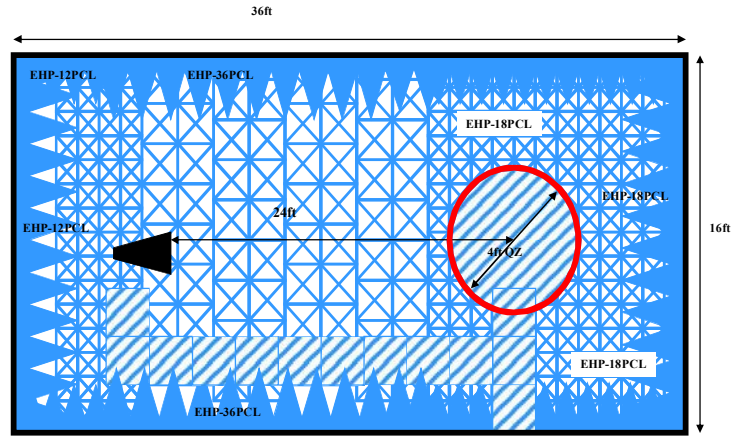 36ft
EHP-12PCL
EHP-36PCL
EHP-18PCL
EHP-18PCL
24ft
EHP-12PCL
16ft
4ft QZ
EHP-18PCL
EHP-36PCL